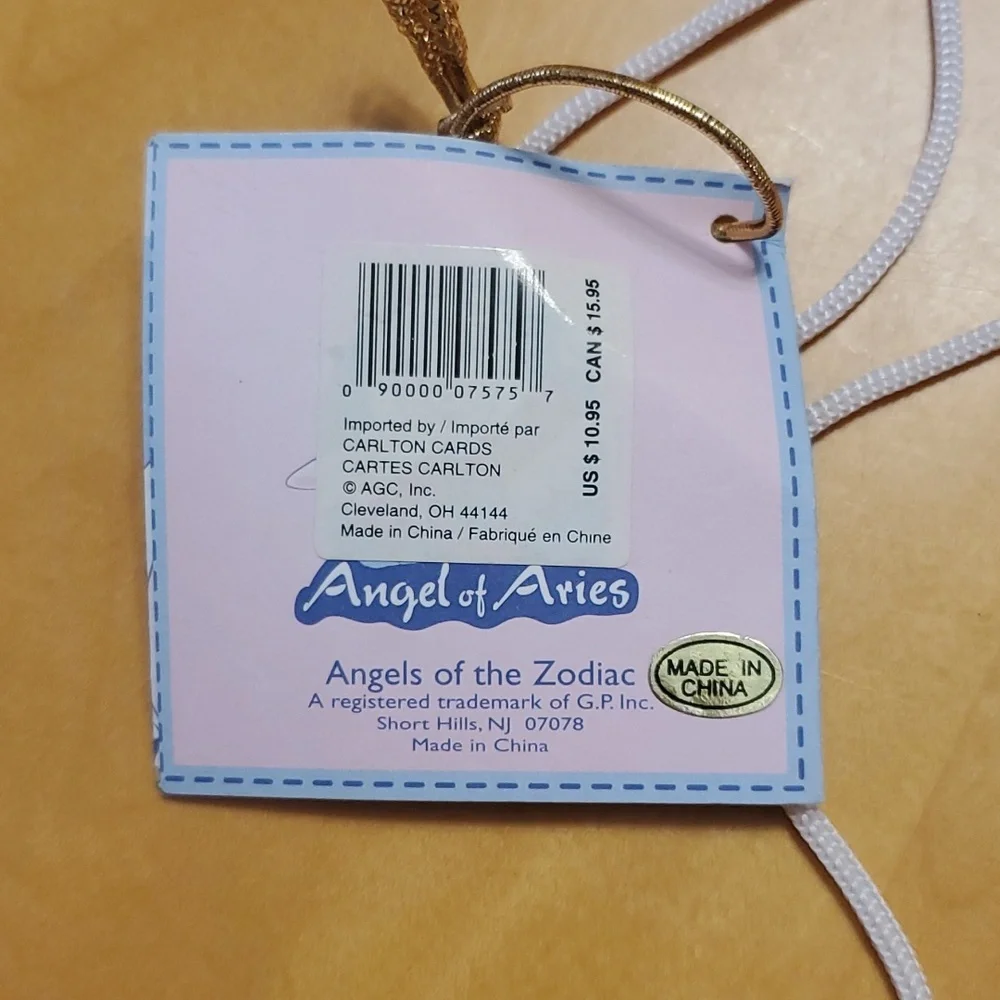 0 90000 07575 7
US $ 10.95 CAN $ 15.95
Imported by / Importé par
CARLTON CARDS
CARTES CARLTON
© AGC, Inc.
Cleveland, OH 44144
Made in China / Fabriqué en Chine
Angel of Aries
Angels of the Zodiac
A registered trademark of G.P. Inc.
Short Hills, NJ 07078
Made in China
MADE IN
CHINA